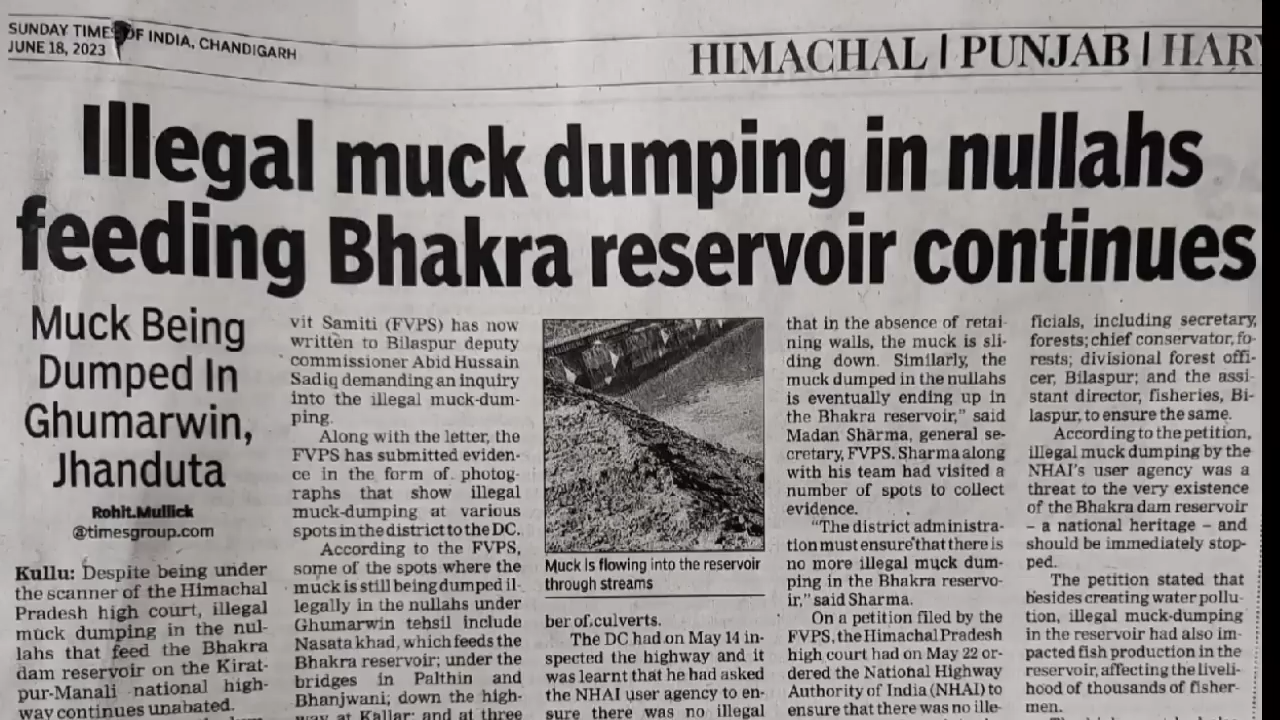 SUNDAY TIMES OF INDIA, CHANDIGARH
JUNE 18, 2023
HIMACHAL | PUNJAB | HAR
Illegal muck dumping in nullahs
feeding Bhakra reservoir continues
Muck Being
Dumped In
Ghumarwin,
Jhanduta
Rohit.Mullick
@timesgroup.com
Kullu: Despite being under
the scanner of the Himachal
Pradesh high court, illegal
muck dumping in the nul-
lahs that feed the Bhakra
dam reservoir on the Kirat-
pur-Manali national high-
way continues unabated.
vit Samiti (FVPS) has now
written to Bilaspur deputy
commissioner Abid Hussain
Sadiq demanding an inquiry
into the illegal muck-dum-
ping.
Along with the letter, the
FVPS has submitted eviden-
ce in the form of photog-
raphs that show illegal
muck-dumping at various
spots in the district to the DC.
According to the FVPS,
some of the spots where the
muck is still being dumped il-
legally in the nullahs under
Ghumarwin tehsil include
Nasata khad, which feeds the
Bhakra reservoir; under the
bridges in Palthin and
Bhanjwani; down the high-
way at Kallar; and at three
Muck is flowing into the reservoir
through streams
ber of culverts.
The DC had on May 14 in-
spected the highway and it
was learnt that he had asked
the NHAI user agency to en-
sure there was no illegal
that in the absence of retai-
ning walls, the muck is sli-
ding down. Similarly, the
muck dumped in the nullahs
is eventually ending up in
the Bhakra reservoir,” said
Madan Sharma, general se-
cretary, FVPS. Sharma along
with his team had visited a
number of spots to collect
evidence.
“The district administra-
tion must ensure that there is
no more illegal muck dum-
ping in the Bhakra reservo-
ir,” said Sharma.
On a petition filed by the
FVPS, the Himachal Pradesh
high court had on May 22 or-
dered the National Highway
Authority of India (NHAI) to
ensure that there was no ille-
ficials, including secretary,
forests; chief conservator, fo-
rests; divisional forest offi-
cer, Bilaspur; and the assi-
stant director, fisheries, Bi-
laspur, to ensure the same.
According to the petition,
illegal muck dumping by the
NHAI's user agency was a
threat to the very existence
of the Bhakra dam reservoir
– a national heritage – and
should be immediately stop-
ped.
The petition stated that
besides creating water pollu-
tion, illegal muck-dumping
in the reservoir had also im-
pacted fish production in the
reservoir, affecting the liveli-
hood of thousands of fisher-
men.